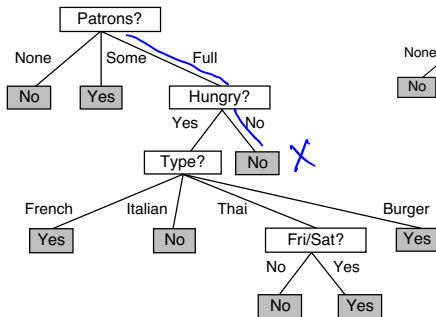 Patrons?
None Some Full
None
No Yes Hungry? No
Yes No
Type? No X
French Italian Thai Burger
Yes No Fri/Sat? Yes
No Yes
No Yes